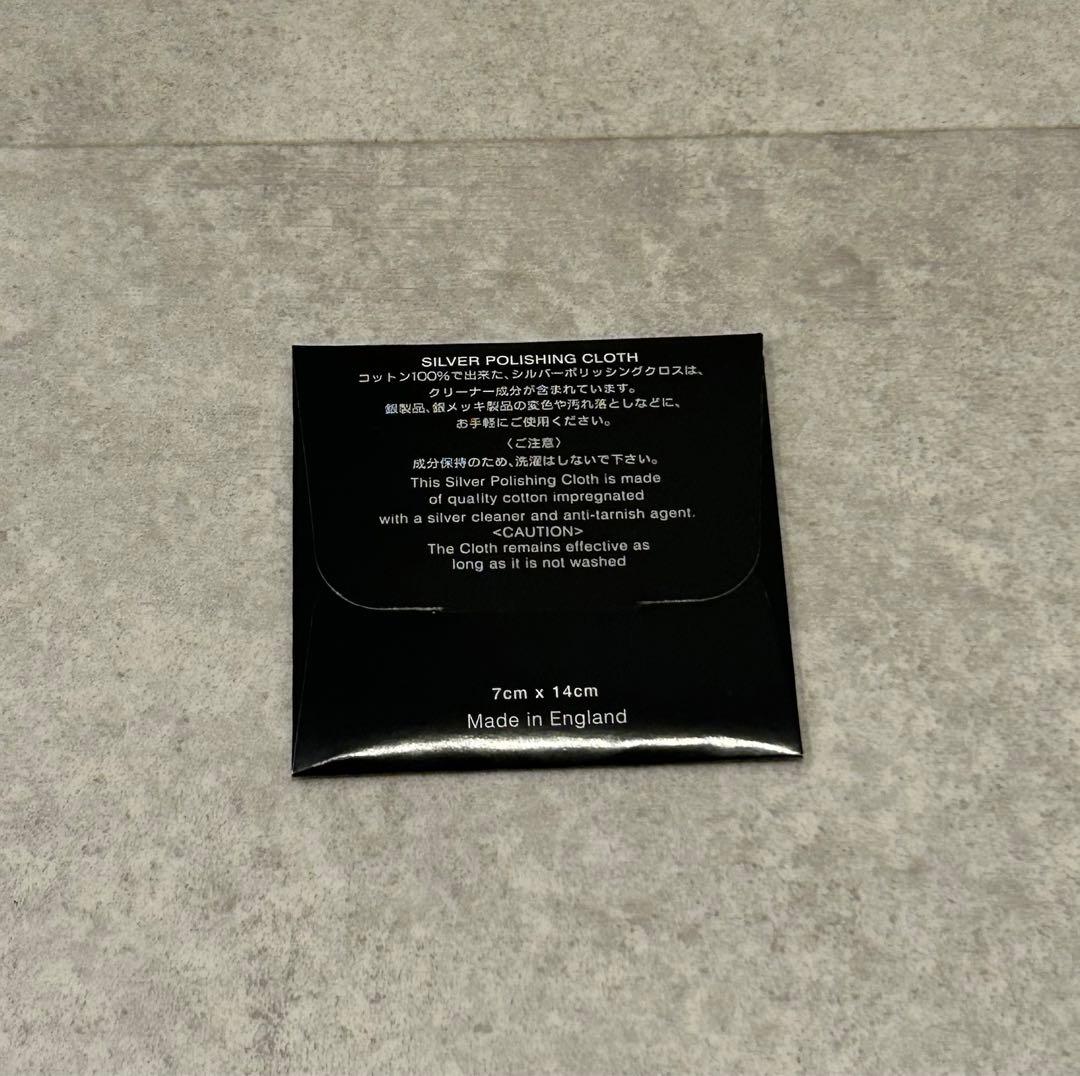 SILVER POLISHING CLOTH
コットン100%で出来た、シルバーポリッシングクロスは、
クリーナー成分が含まれています。
銀製品、銀メッキ製品の変色や汚れ落としなどに、
お手軽にご使用ください。
〈ご注意〉
成分保持のため、洗濯はしないで下さい。
This Silver Polishing Cloth is made
of quality cotton impregnated
with a silver cleaner and anti-tarnish agent.
<CAUTION>
The Cloth remains effective as
long as it is not washed
7cm x 14cm
Made in England